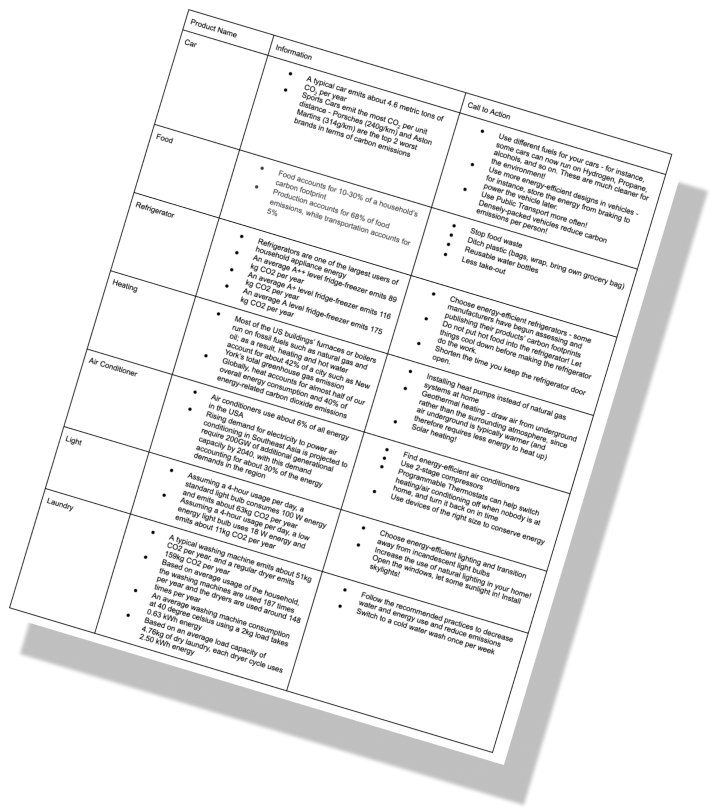 Product Name
Information
Call to Action
Car
A typical car emits about 4.6 metric tons of
CO2 per year
Sports Cars emit the most CO2 per unit
distance - Porsches (240g/km) and Aston
Martins (314g/km) are the top 2 worst
brands in terms of carbon emissions
Use different fuels for your cars - for instance,
some cars can now run on Hydrogen, Propane,
alcohols, and so on. These are much cleaner for
the environment!
Use more energy-efficient designs in vehicles -
for instance, store the energy from braking to
power the vehicle later.
Use Public Transport more often!
Densely-packed vehicles reduce carbon
emissions per person!
Food
Food accounts for 10-30% of a household's
carbon footprint
Production accounts for 68% of food
emissions, while transportation accounts for
5%
Stop food waste
Ditch plastic (bags, wrap, bring own grocery bag)
Reusable water bottles
Less take-out
Refrigerator
Refrigerators are one of the largest users of
household appliance energy
An average A++ level fridge-freezer emits 89
kg CO2 per year
An average A+ level fridge-freezer emits 116
kg CO2 per year
An average A level fridge-freezer emits 175
kg CO2 per year
Choose energy-efficient refrigerators - some
manufacturers have begun assessing and
publishing their products' carbon footprints
Do not put hot food into the refrigerator! Let
things cool down before making the refrigerator
do the work.
Shorten the time you keep the refrigerator door
open.
Heating
Most of the US buildings' furnaces or boilers
run on fossil fuels such as natural gas and
oil; as a result, heating and hot water
account for about 42% of a city such as New
York's total greenhouse gas emission
Globally, heat accounts for almost half of our
overall energy consumption and 40% of
energy-related carbon dioxide emissions
Installing heat pumps instead of natural gas
systems at home
Geothermal heating - draw air from underground
rather than the surrounding atmosphere, since
air underground is typically warmer (and
therefore requires less energy to heat up)
Solar heating!
Air Conditioner
Air conditioners use about 6% of all energy
in the USA
Rising demand for electricity to power air
conditioning in Southeast Asia is projected to
require 200GW of additional generational
capacity by 2040, with this demand
accounting for about 30% of the energy
demands in the region
Find energy-efficient air conditioners
Use 2-stage compressors
Programmable Thermostats can help switch
heating/air conditioning off when nobody is at
home, and turn it back on in time
Use devices of the right size to conserve energy
Light
Assuming a 4-hour usage per day, a
standard light bulb consumes 100 W energy
and emits about 63kg CO2 per year
Assuming a 4-hour usage per day, a low
energy light bulb uses 18 W energy and
emits about 11kg CO2 per year
Choose energy-efficient lighting and transition
away from incandescent light bulbs
Increase the use of natural lighting in your home!
Open the windows, let some sunlight in! Install
skylights!
Laundry
A typical washing machine emits about 51kg
CO2 per year, and a regular dryer emits
159kg CO2 per year
Based on average usage of the household,
the washing machines are used 187 times
per year and the dryers are used around 148
times per year
An average washing machine consumption
at 40 degree celsius using a 2kg load takes
0.63 kWh energy
Based on an average load capacity of
4.76kg of dry laundry, each dryer cycle uses
2.50 kWh energy
Follow the recommended practices to decrease
water and energy use and reduce emissions
Switch to a cold water wash once per week